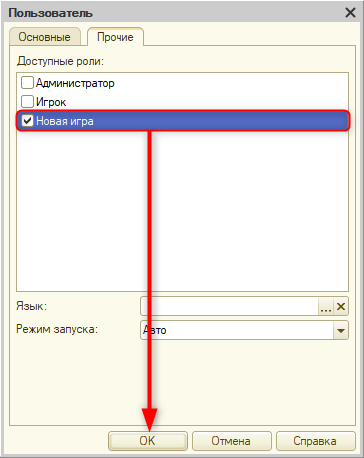 Пользователь
Основные
Прочие
Доступные роли:
Администратор
Игрок
Новая игра
Язык:
Режим запуска:
Авто
OK
Отмена
Справка